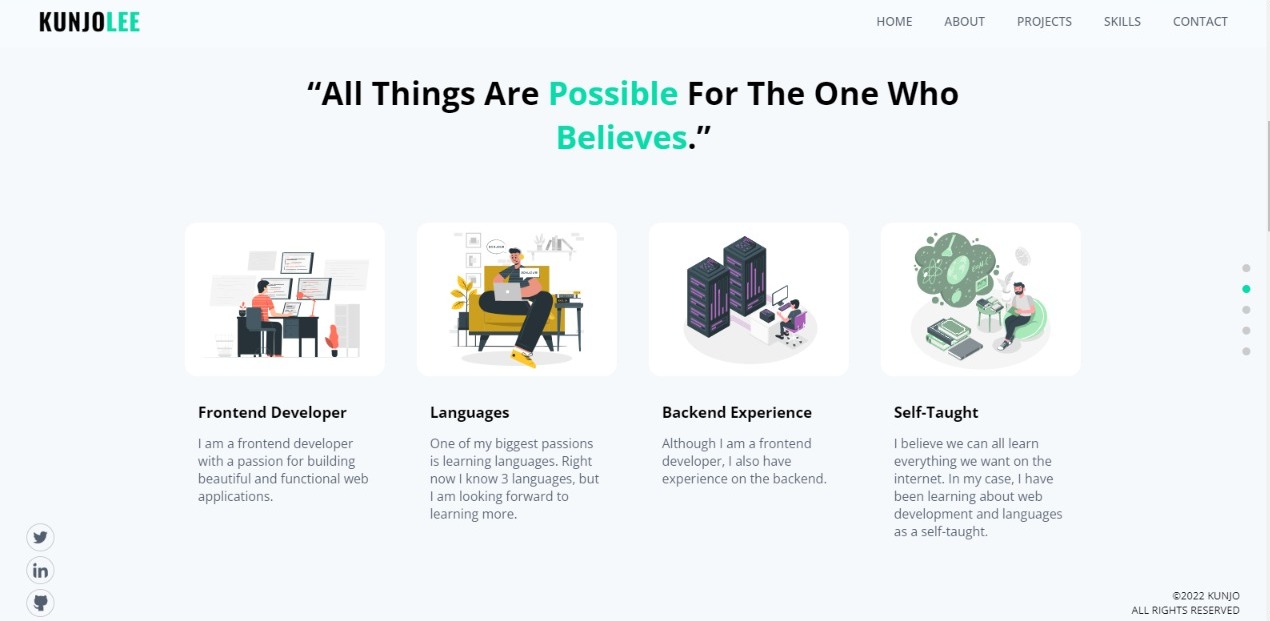 KUNJOLEE
HOME
ABOUT
PROJECTS
SKILLS
CONTACT
“All Things Are Possible For The One Who
Believes.”
Frontend Developer
I am a frontend developer
with a passion for building
beautiful and functional web
applications.
Languages
One of my biggest passions
is learning languages. Right
now I know 3 languages, but
I am looking forward to
learning more.
Backend Experience
Although I am a frontend
developer, I also have
experience on the backend.
Self-Taught
I believe we can all learn
everything we want on the
internet. In my case, I have
been learning about web
development and languages
as a self-taught.
©2022 KUNJO
ALL RIGHTS RESERVED